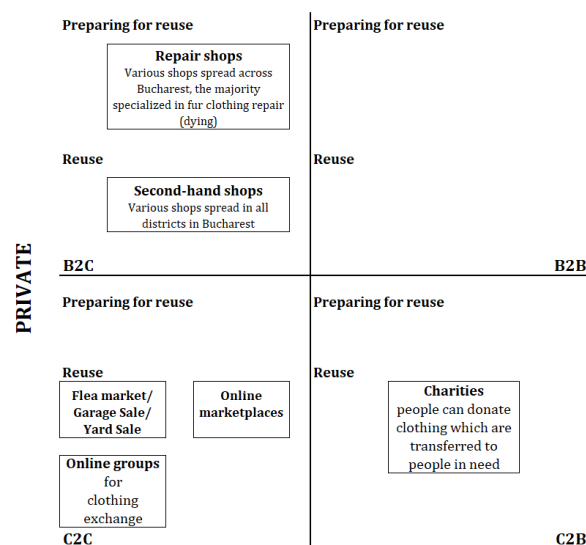 Preparing for reuse
Repair shops
Various shops spread across
Bucharest, the majority
specialized in fur clothing repair
(dying)
Reuse
Second-hand shops
Various shops spread in all
districts in Bucharest
B2C
Preparing for reuse
Reuse
B2B
PRIVATE
Preparing for reuse
Reuse
Flea market/
Garage Sale/
Yard Sale
Online
marketplaces
Online groups
for
clothing
exchange
C2C
Preparing for reuse
Reuse
Charities
people can donate
clothing which are
transferred to
people in need
C2B